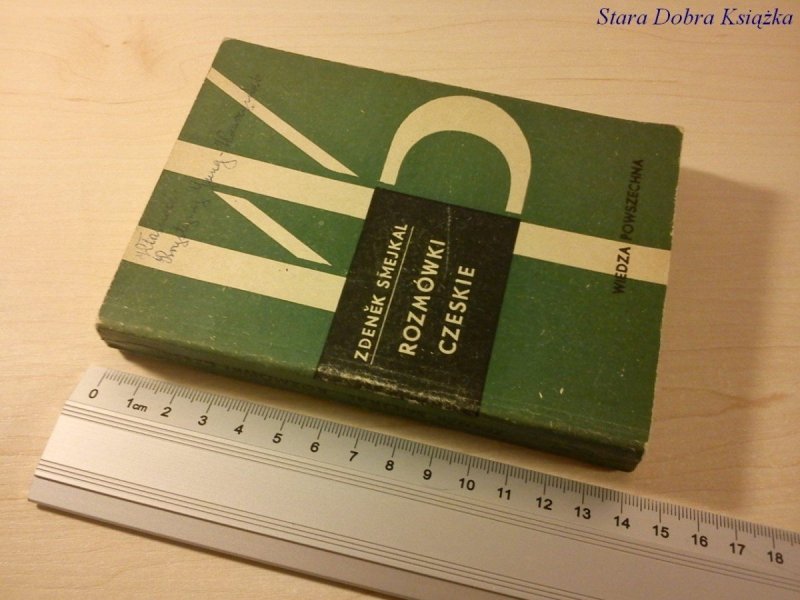 Stara Dobra Książka
ZDENĚK SMEJKAL
ROZMÓWKI
CZESKIE
WIEDZA POWSZECHNA
0 1cm 2 3 4 5 6 7 8 9 10 11 12 13 14 15 16 17 18